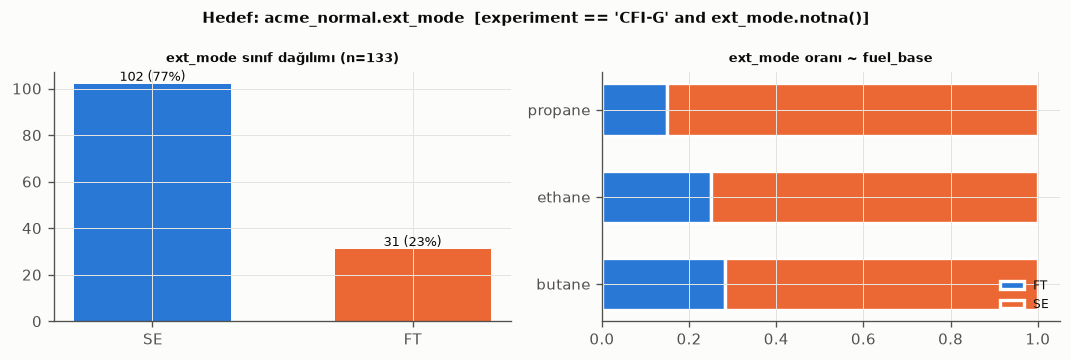 Hedef: acme_normal.ext_mode  [experiment == 'CFI-G' and ext_mode.notna()]
ext_mode sınıf dağılımı (n=133)
102 (77%)
31 (23%)
100
80
60
40
20
0
SE
FT
ext_mode oranı ~ fuel_base
propane
ethane
butane
FT
SE
0.0
0.2
0.4
0.6
0.8
1.0